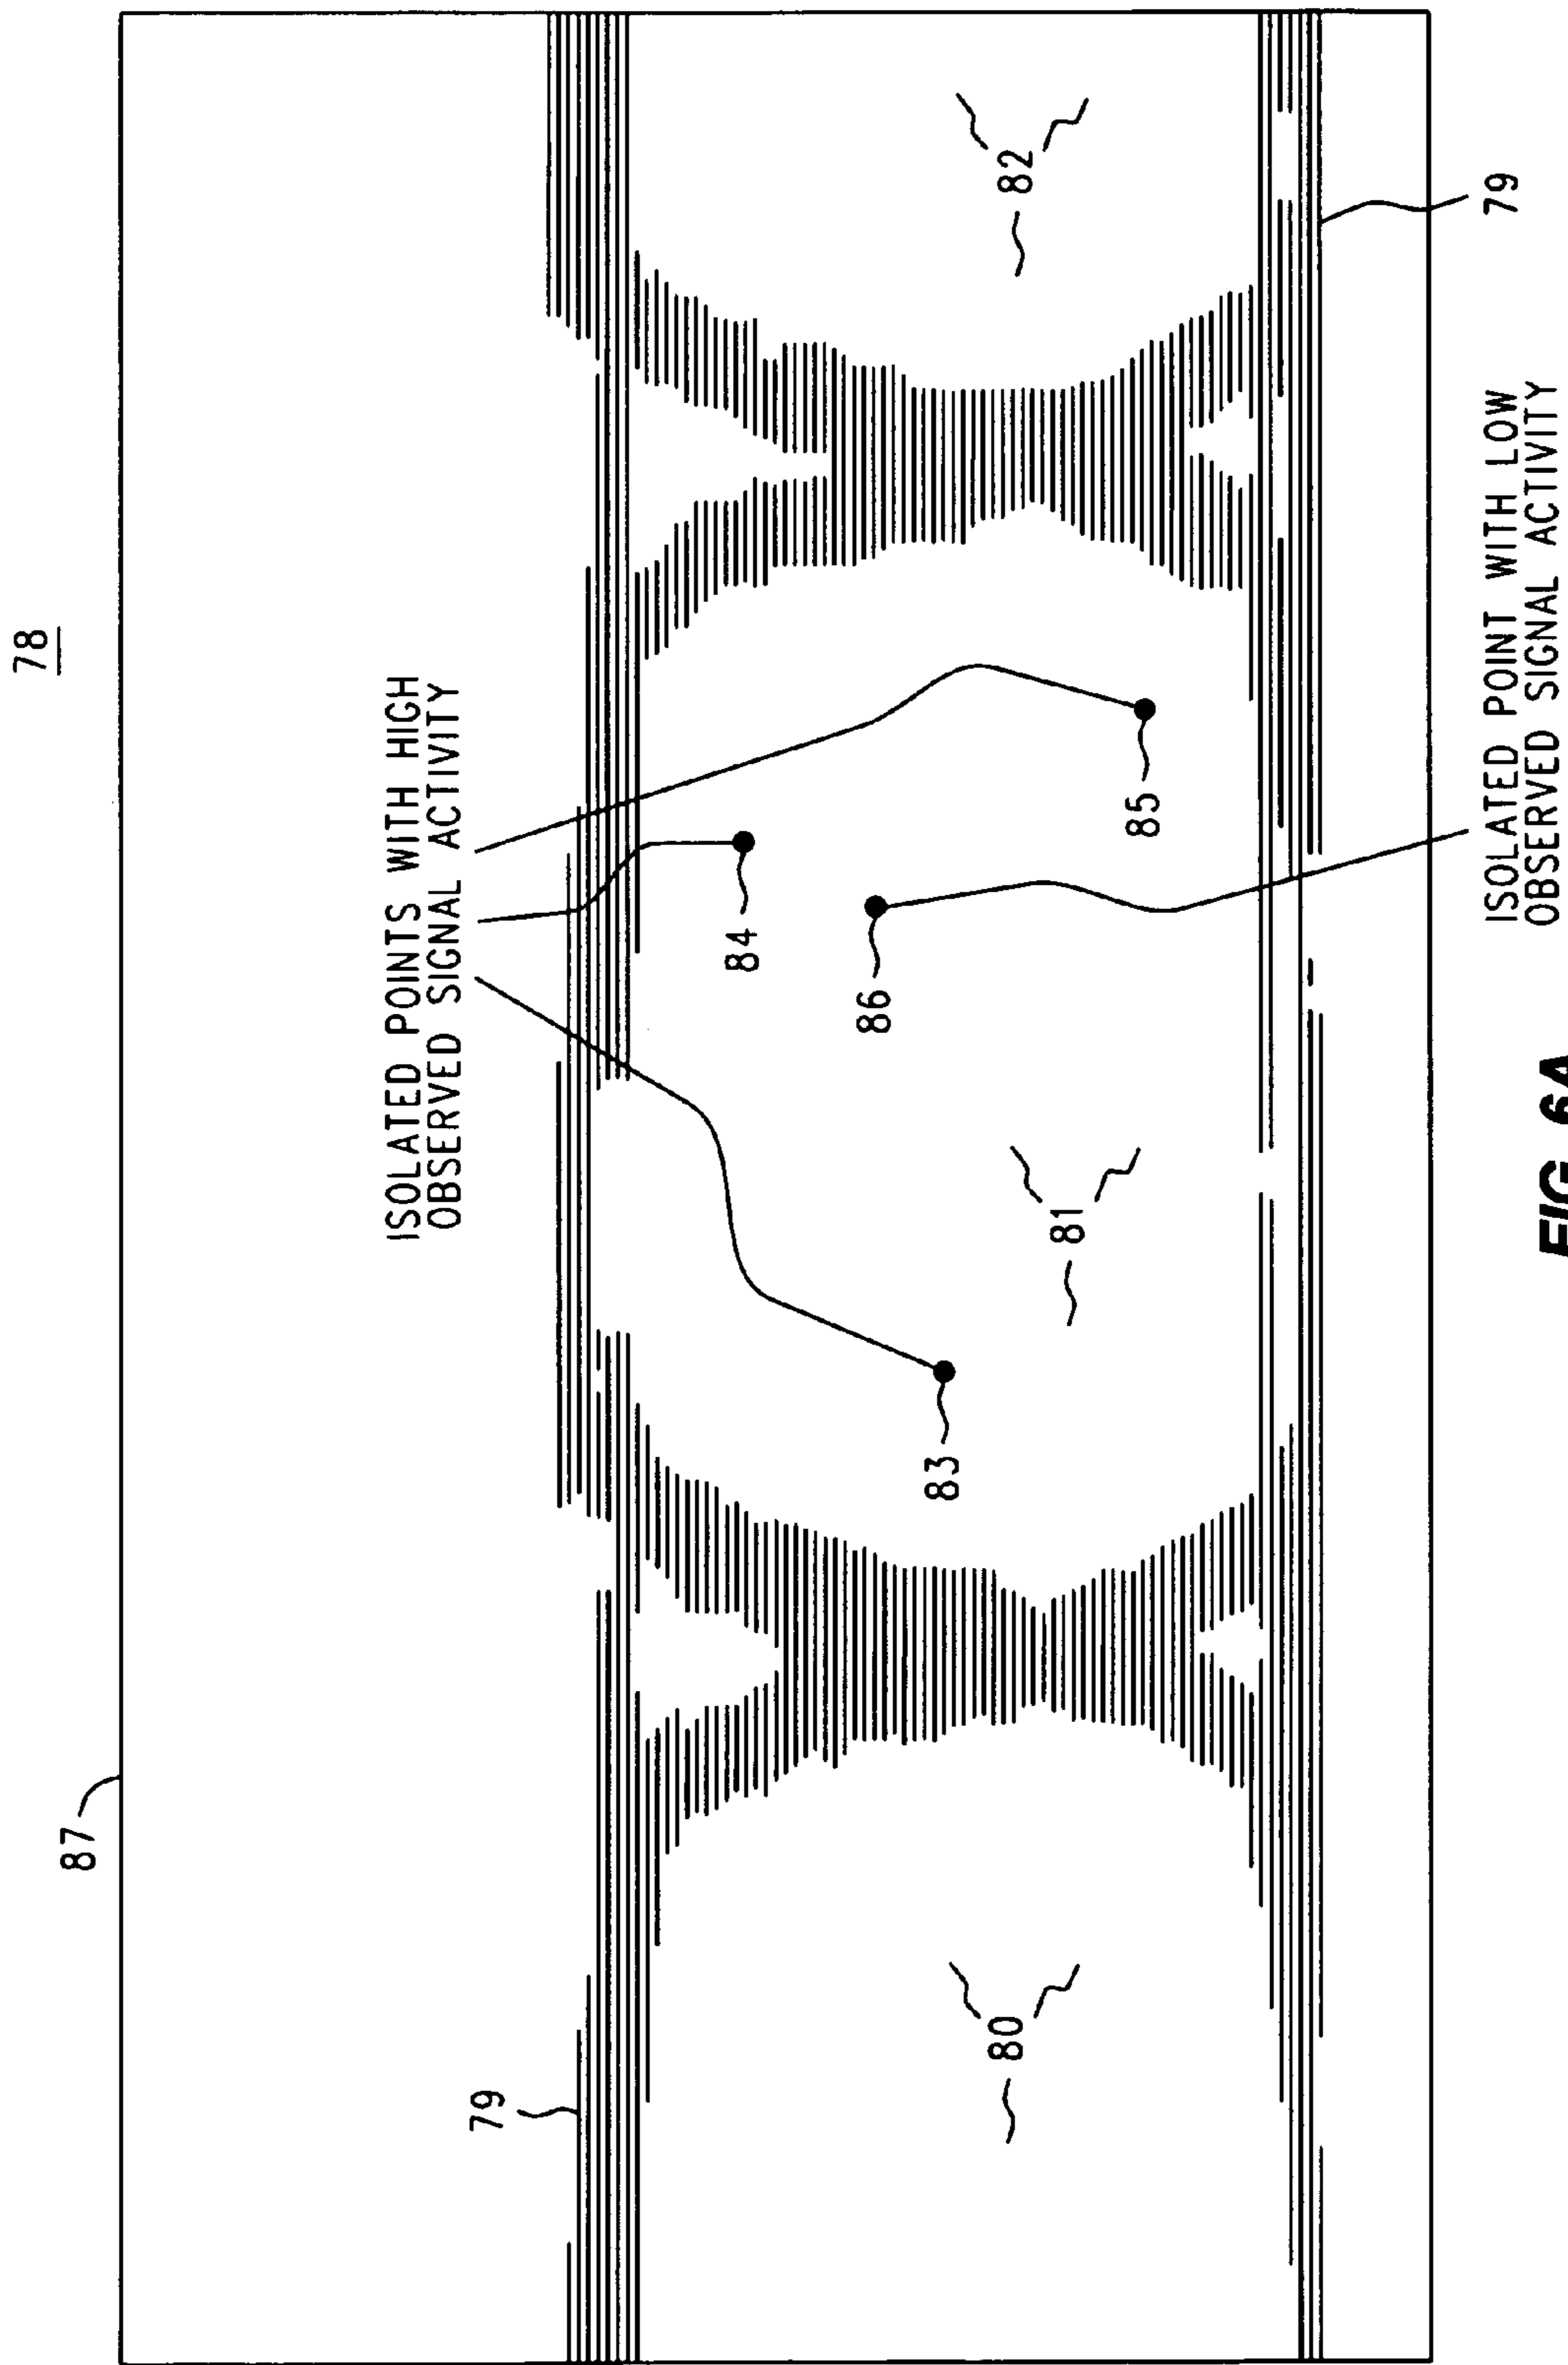 78
87
ISOLATED POINTS WITH HIGH
OBSERVED SIGNAL ACTIVITY
79
84
86
83
80
82
81
85
ISOLATED POINT WITH LOW
OBSERVED SIGNAL ACTIVITY
79
FIG. 6A